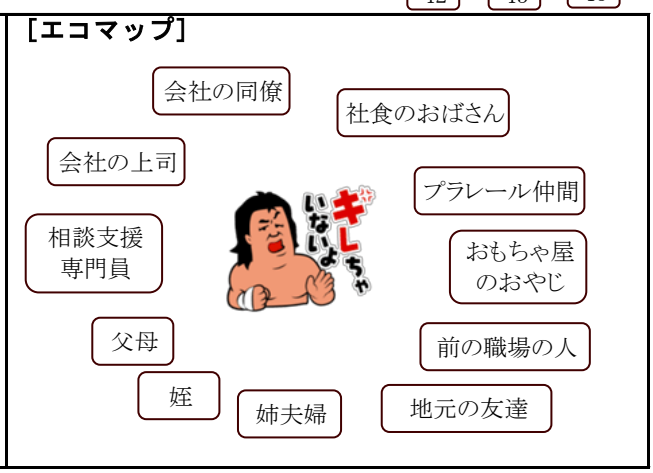 [エコマップ]
会社の同僚
社食のおばさん
会社の上司
プラレール仲間
相談支援
専門員
キレちゃ
いないよ
おもちゃ屋
のおやじ
父母
前の職場の人
姪
姉夫婦
地元の友達